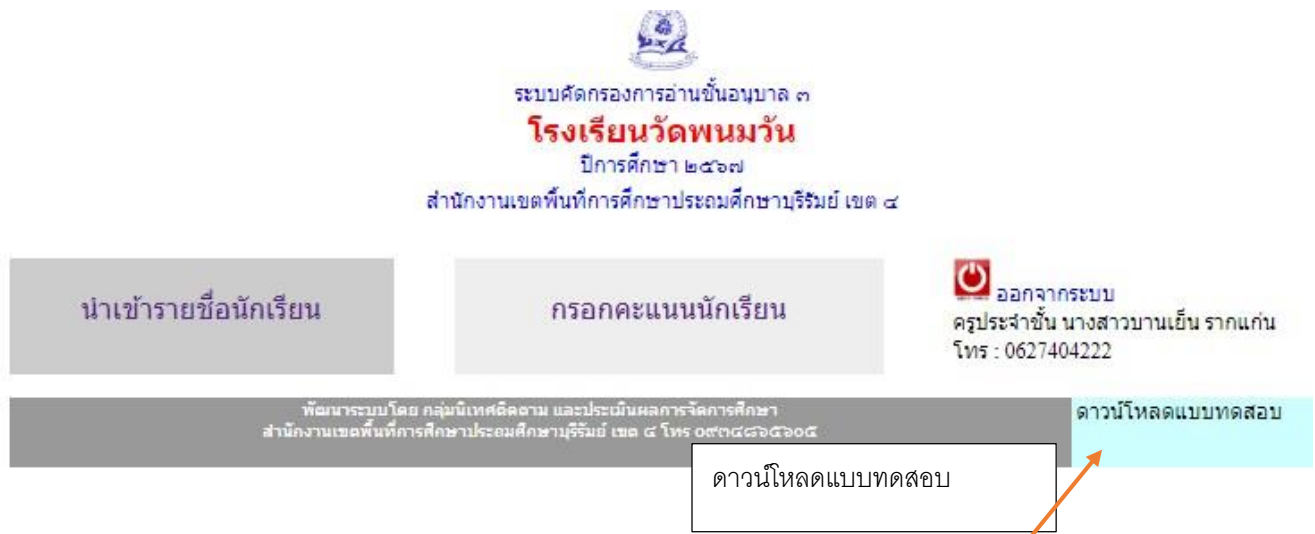 ระบบคัดกรองการอ่านชั้นอนุบาล ๓
โรงเรียนวัดพนมวัน
ปีการศึกษา ๒๕๖๗
สำนักงานเขตพื้นที่การศึกษาประถมศึกษาบุรีรัมย์ เขต ๔
นำเข้ารายชื่อนักเรียน
กรอกคะแนนนักเรียน
ออกจากระบบ
ครูประจำชั้น นางสาวบานเย็น รากแก่น
โทร : 0627404222
พัฒนาระบบโดย กลุ่มนิเทศติดตาม และประเมินผลการจัดการศึกษา
สำนักงานเขตพื้นที่การศึกษาประถมศึกษาบุรีรัมย์ เขต ๔ โทร ๐๙๓๔๘๖๕๖๐๕
ดาวน์โหลดแบบทดสอบ
ดาวน์โหลดแบบทดสอบ